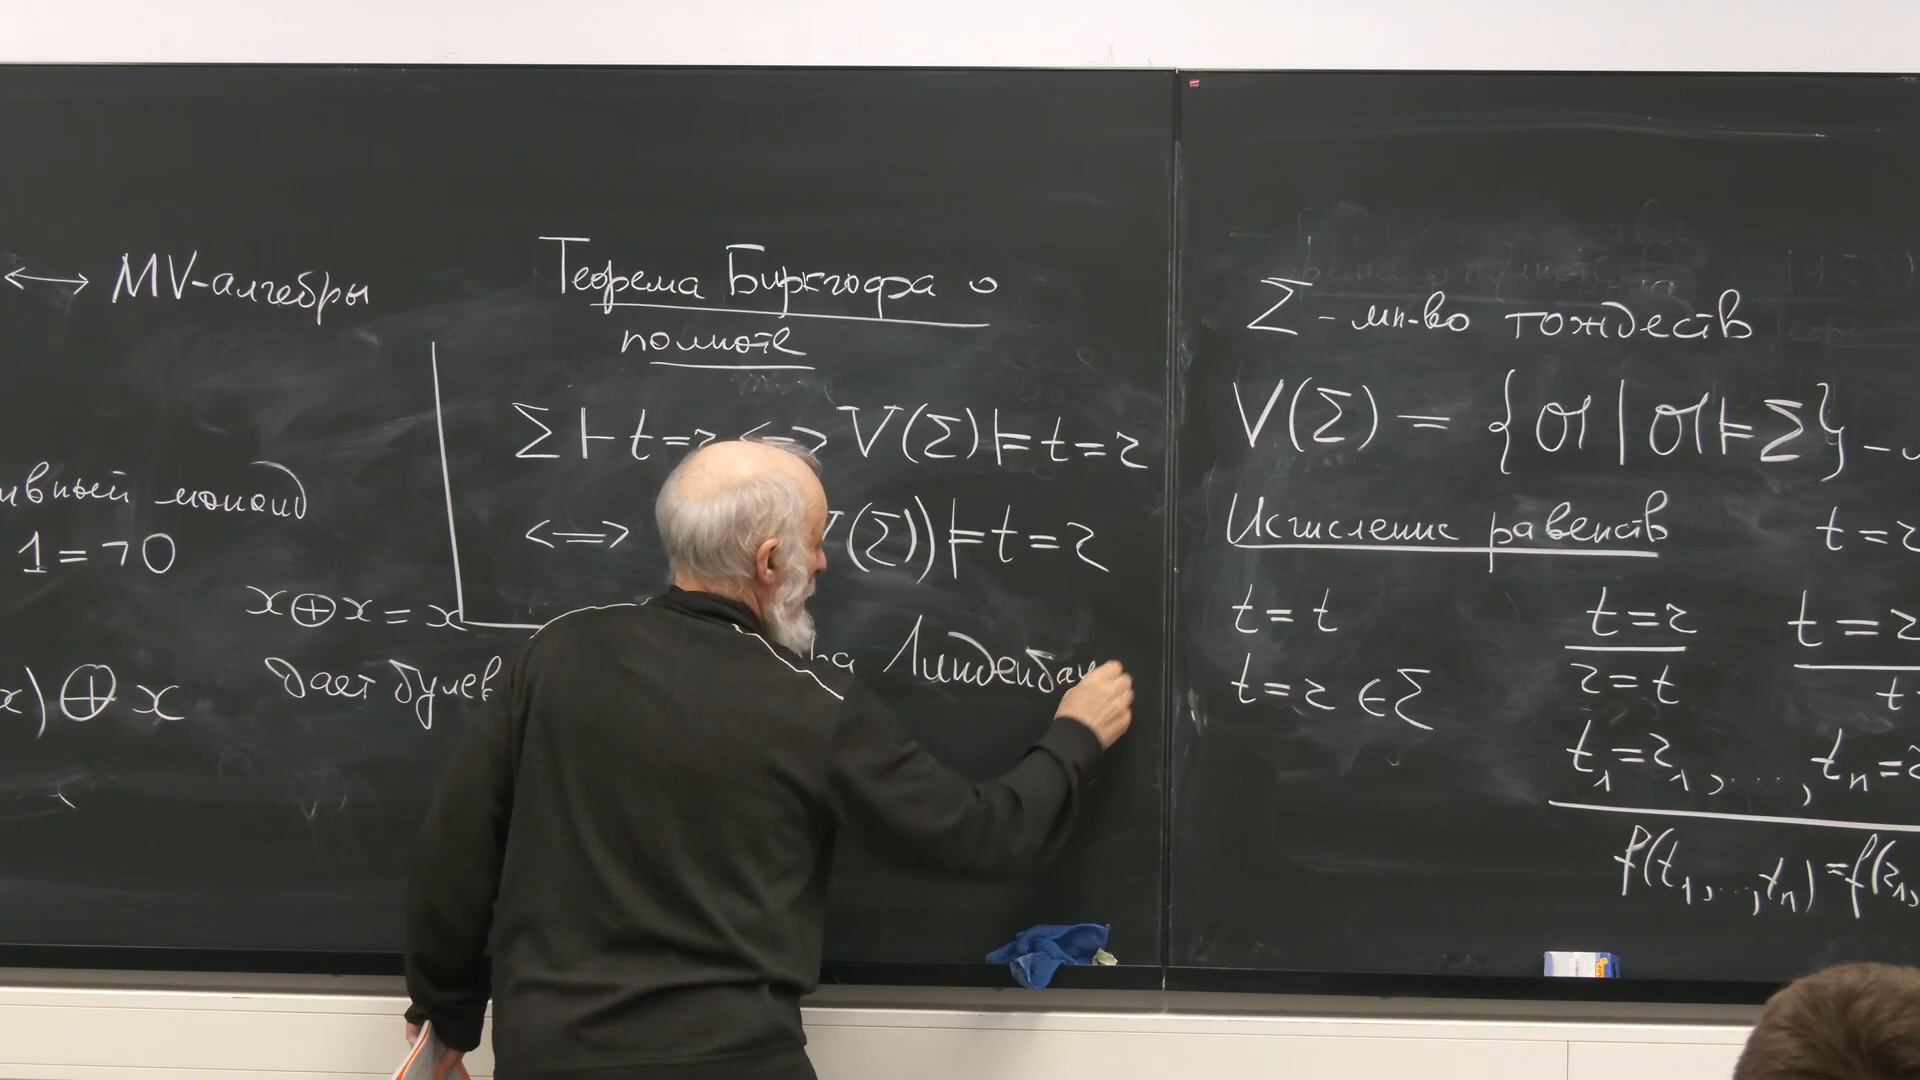 ⟷ MV-алгебры
ивный моноид
1=¬0
x⊕x=x
x)⊕x
дает булев
Теорема Биркгофа о
полноте
Σ⊢t=r⟺V(Σ)⊨t=r
⟺ (Σ))⊨t=r
ка Линденбау
Σ-мн-во тождеств
V(Σ)={𝔄|𝔄⊨Σ}-
Исчисление равенств
t=r
t=t
t=r∈Σ
t=r
r=t
t=r
t
t₁=r₁,...,tₙ=r
f(t₁,...,tₙ)=f(r₁,